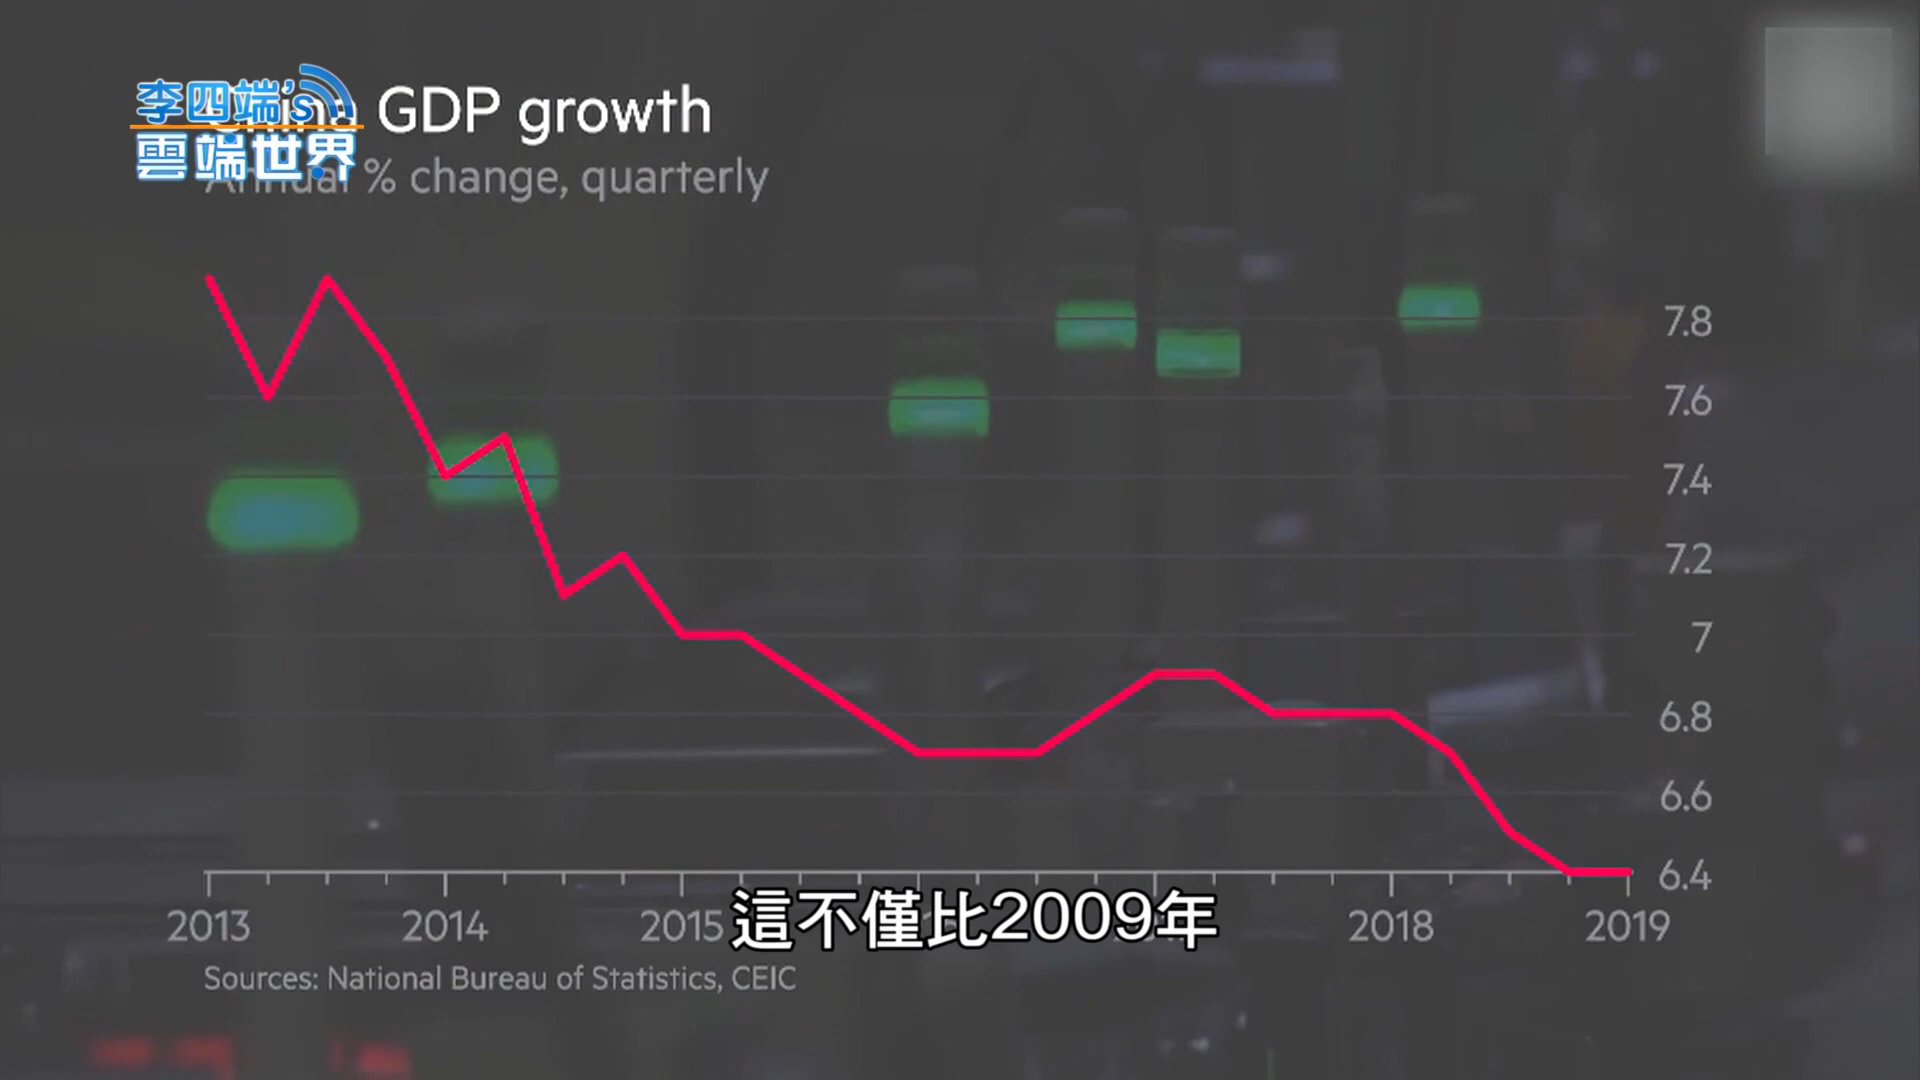 李四端's
雲端世界
China GDP growth
Annual % change, quarterly
7.8
7.6
7.4
7.2
7
6.8
6.6
6.4
2013 2014 2015 2018 2019
這不僅比2009年
Sources: National Bureau of Statistics, CEIC